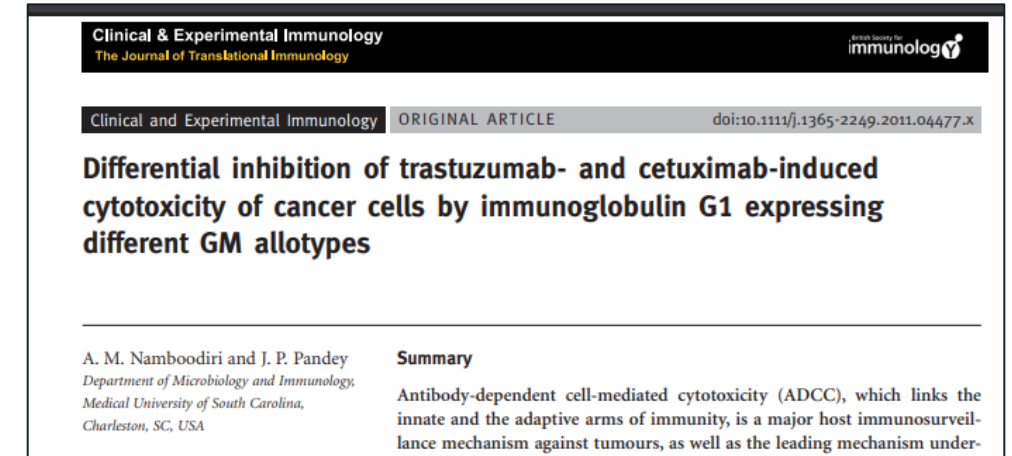 Clinical & Experimental Immunology
The Journal of Translational Immunology
British Society for
immunology
Clinical and Experimental Immunology ORIGINAL ARTICLE doi:10.1111/j.1365-2249.2011.04477.x
Differential inhibition of trastuzumab- and cetuximab-induced
cytotoxicity of cancer cells by immunoglobulin G1 expressing
different GM allotypes
A. M. Namboodiri and J. P. Pandey
Department of Microbiology and Immunology,
Medical University of South Carolina,
Charleston, SC, USA
Summary
Antibody-dependent cell-mediated cytotoxicity (ADCC), which links the
innate and the adaptive arms of immunity, is a major host immunosurveil-
lance mechanism against tumours, as well as the leading mechanism under-